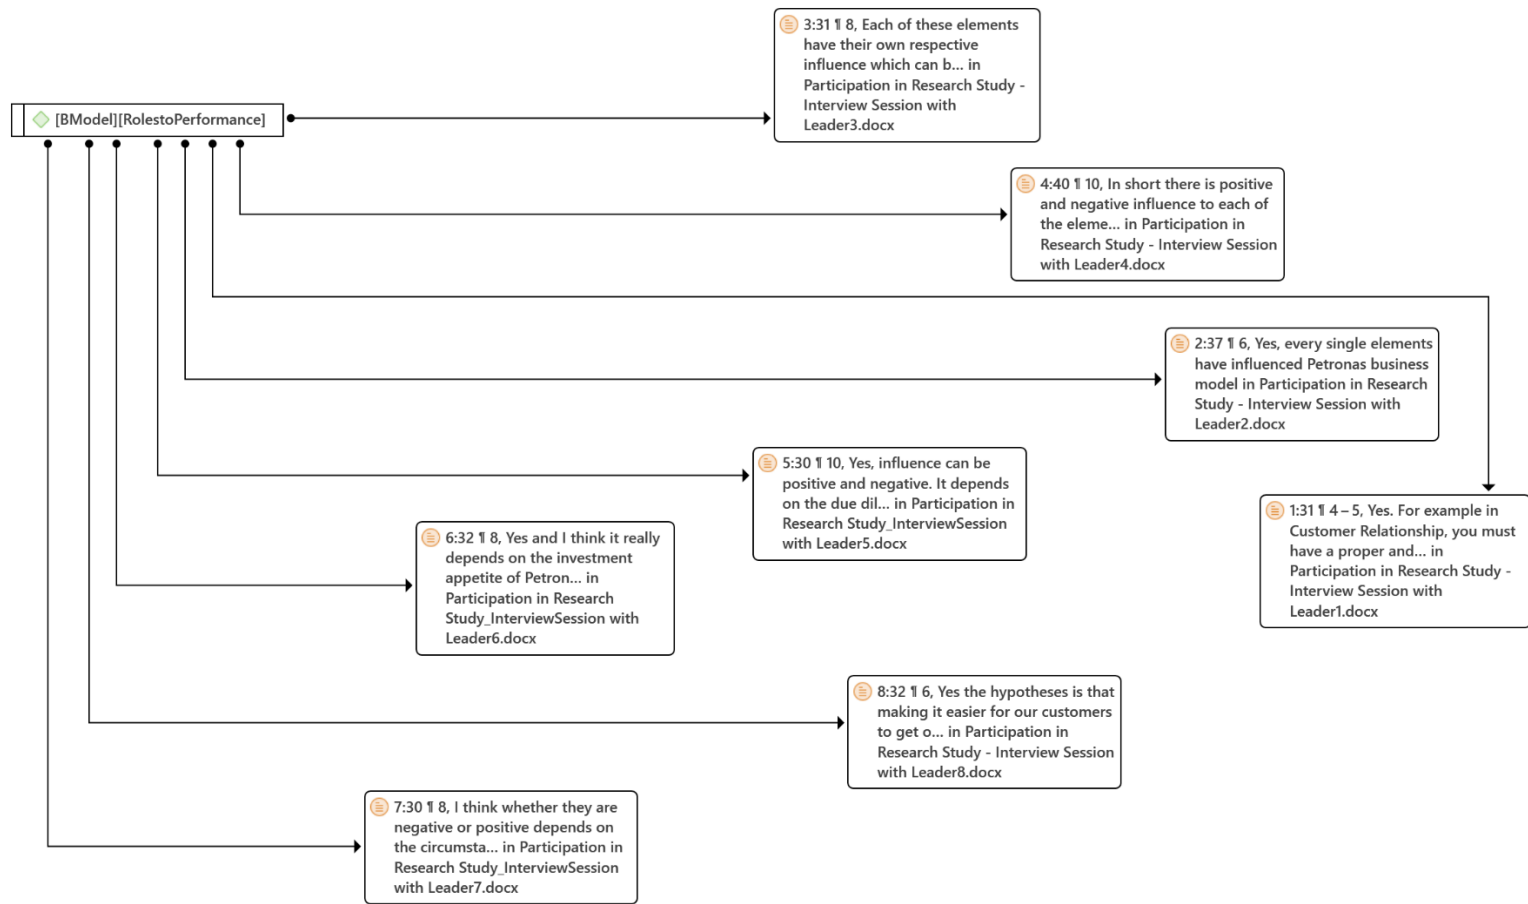 3:31 ¶ 8, Each of these elements
have their own respective
influence which can b... in
Participation in Research Study -
Interview Session with
Leader3.docx
[BModel][RolestoPerformance]
4:40 ¶ 10, In short there is positive
and negative influence to each of
the eleme... in Participation in
Research Study - Interview Session
with Leader4.docx
2:37 ¶ 6, Yes, every single elements
have influenced Petronas business
model in Participation in Research
Study - Interview Session with
Leader2.docx
5:30 ¶ 10, Yes, influence can be
positive and negative. It depends
on the due dil... in Participation in
Research Study_InterviewSession
with Leader5.docx
1:31 ¶ 4 – 5, Yes. For example in
Customer Relationship, you must
have a proper and... in
Participation in Research Study -
Interview Session with
Leader1.docx
6:32 ¶ 8, Yes and I think it really
depends on the investment
appetite of Petron... in
Participation in Research
Study_InterviewSession with
Leader6.docx
8:32 ¶ 6, Yes the hypotheses is that
making it easier for our customers
to get o... in Participation in
Research Study - Interview Session
with Leader8.docx
7:30 ¶ 8, I think whether they are
negative or positive depends on
the circumsta... in Participation in
Research Study_InterviewSession
with Leader7.docx